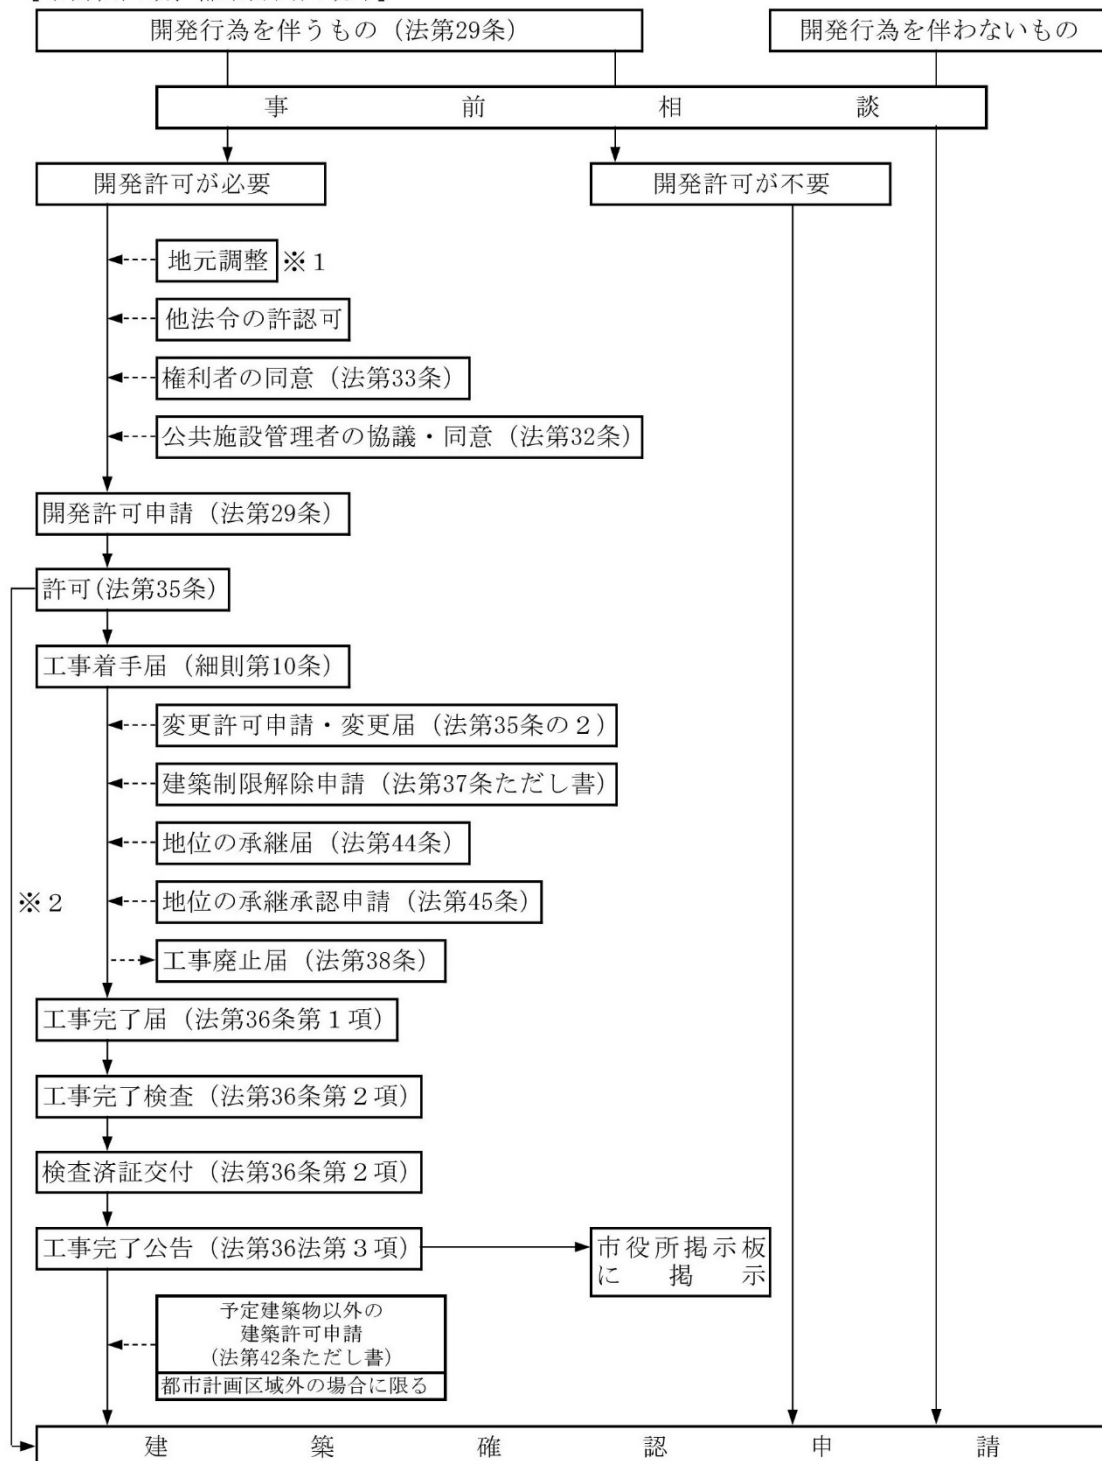 開発行為を伴うもの（法第29条）
開発行為を伴わないもの
事前相談
開発許可が必要
開発許可が不要
地元調整 ※１
他法令の許認可
権利者の同意（法第33条）
公共施設管理者の協議・同意（法第32条）
開発許可申請（法第29条）
許可(法第35条)
工事着手届（細則第10条）
変更許可申請・変更届（法第35条の２）
建築制限解除申請（法第37条ただし書）
地位の承継届（法第44条）
※２
地位の承継承認申請（法第45条）
工事廃止届（法第38条）
工事完了届（法第36条第１項）
工事完了検査（法第36条第２項）
検査済証交付（法第36条第２項）
工事完了公告（法第36法第３項）
市役所掲示板
に掲示
予定建築物以外の
建築許可申請
(法第42条ただし書)
都市計画区域外の場合に限る
建築確認申請